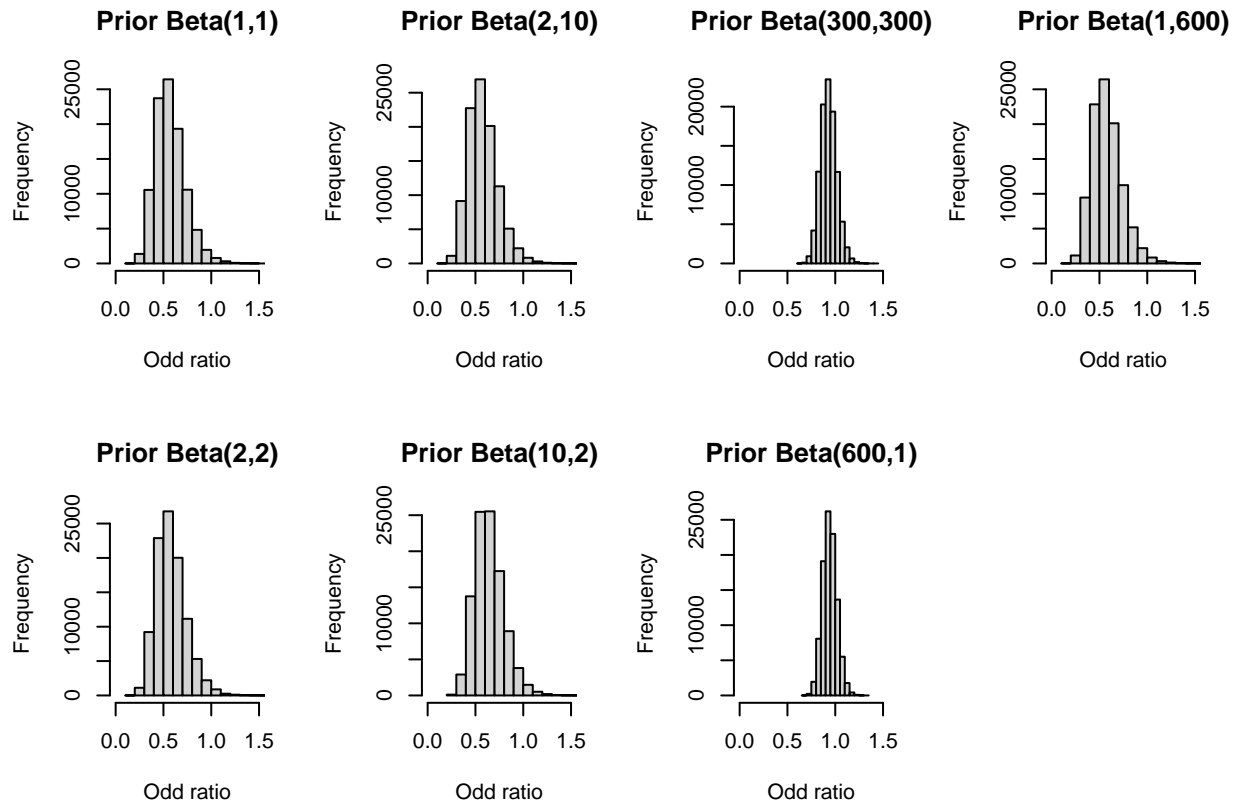 Prior Beta(1,1)
Frequency
0 10000 25000
0.0 0.5 1.0 1.5
Odd ratio
Prior Beta(2,10)
Frequency
0 10000 25000
0.0 0.5 1.0 1.5
Odd ratio
Prior Beta(300,300)
Frequency
0 10000 20000
0.0 0.5 1.0 1.5
Odd ratio
Prior Beta(1,600)
Frequency
0 10000 25000
0.0 0.5 1.0 1.5
Odd ratio
Prior Beta(2,2)
Frequency
0 10000 25000
0.0 0.5 1.0 1.5
Odd ratio
Prior Beta(10,2)
Frequency
0 10000 25000
0.0 0.5 1.0 1.5
Odd ratio
Prior Beta(600,1)
Frequency
0 10000 25000
0.0 0.5 1.0 1.5
Odd ratio